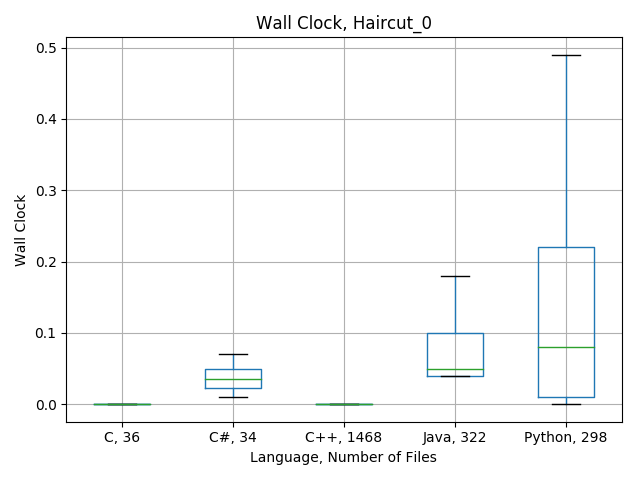 Wall Clock, Haircut_0
0.5
0.4
0.3
0.2
0.1
0.0
Wall Clock
C, 36
C#, 34
C++, 1468
Java, 322
Python, 298
Language, Number of Files